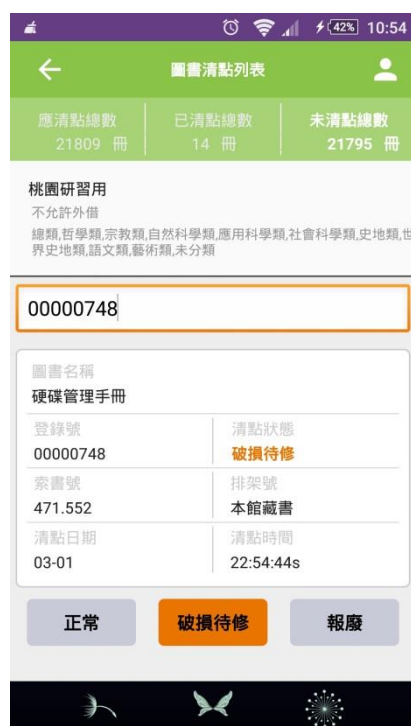 42% 10:54
圖書清點列表
應清點總數 已清點總數 未清點總數
21809 冊 14 冊 21795 冊
桃園研習用
不允許外借
總類,哲學類,宗教類,自然科學類,應用科學類,社會科學類,史地類,世
界史地類,語文類,藝術類,未分類
00000748
圖書名稱
硬碟管理手冊
登錄號 清點狀態
00000748 破損待修
索書號 排架號
471.552 本館藏書
清點日期 清點時間
03-01 22:54:44s
正常 破損待修 報廢